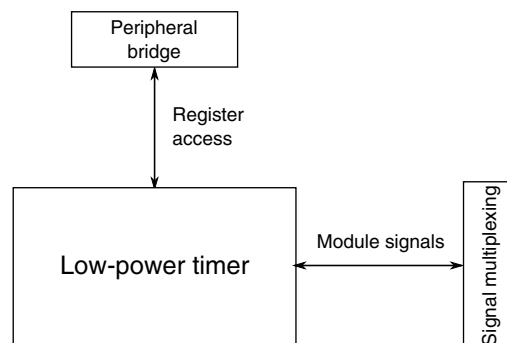 Peripheral
bridge
Register
access
Low-power timer
Module signals
Signal multiplexing